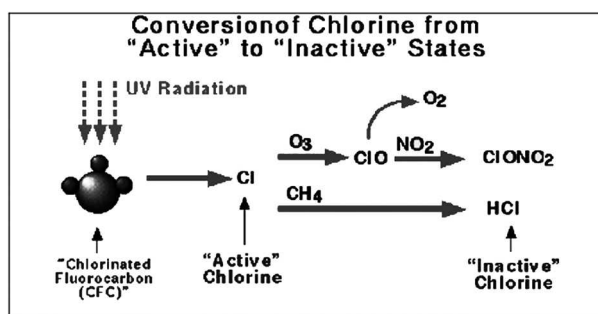 Conversionof Chlorine from
“Active” to “Inactive” States
UV Radiation
O2
O3
ClO
NO2
ClONO2
Cl
CH4
HCl
“Chlorinated
Fluorocarbon
(CFC)”
“Active”
Chlorine
“Inactive”
Chlorine